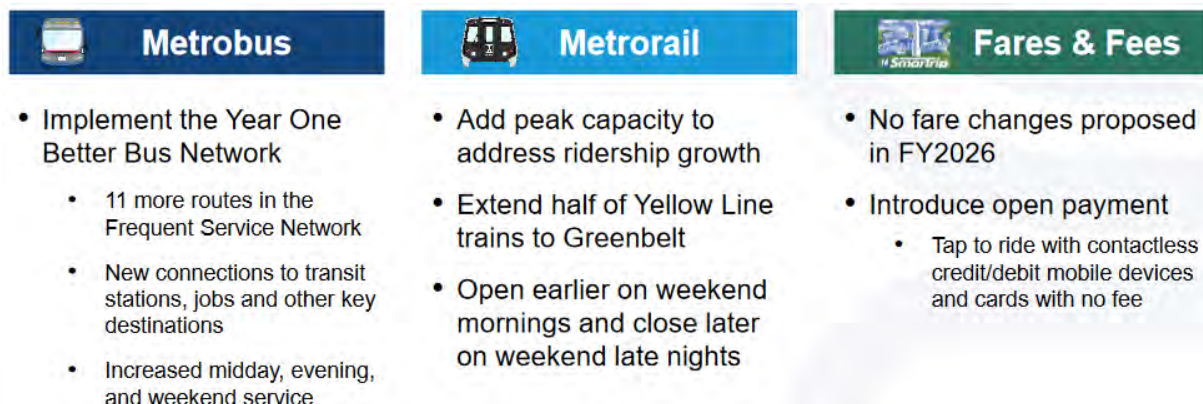 Metrobus
• Implement the Year One
Better Bus Network
• 11 more routes in the
Frequent Service Network
• New connections to transit
stations, jobs and other key
destinations
• Increased midday, evening,
and weekend service
Metrorail
• Add peak capacity to
address ridership growth
• Extend half of Yellow Line
trains to Greenbelt
• Open earlier on weekend
mornings and close later
on weekend late nights
SmarTrip
Fares & Fees
• No fare changes proposed
in FY2026
• Introduce open payment
• Tap to ride with contactless
credit/debit mobile devices
and cards with no fee